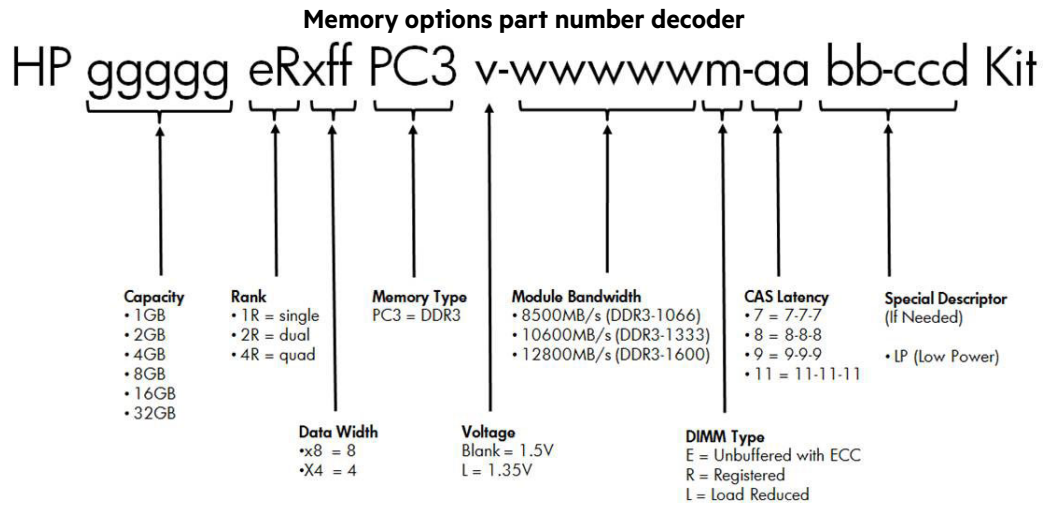 Memory options part number decoder
HP ggggg eRxff PC3 v-wwwwwm-aa bb-ccd Kit
Capacity
• 1GB
• 2GB
• 4GB
• 8GB
• 16GB
• 32GB
Rank
• 1R = single
• 2R = dual
• 4R = quad
Memory Type
PC3 = DDR3
Module Bandwidth
• 8500MB/s (DDR3-1066)
• 10600MB/s (DDR3-1333)
• 12800MB/s (DDR3-1600)
CAS Latency
• 7 = 7-7-7
• 8 = 8-8-8
• 9 = 9-9-9
• 11 = 11-11-11
Special Descriptor
(If Needed)
• LP (Low Power)
Data Width
•x8 = 8
•X4 = 4
Voltage
Blank = 1.5V
L = 1.35V
DIMM Type
E = Unbuffered with ECC
R = Registered
L = Load Reduced